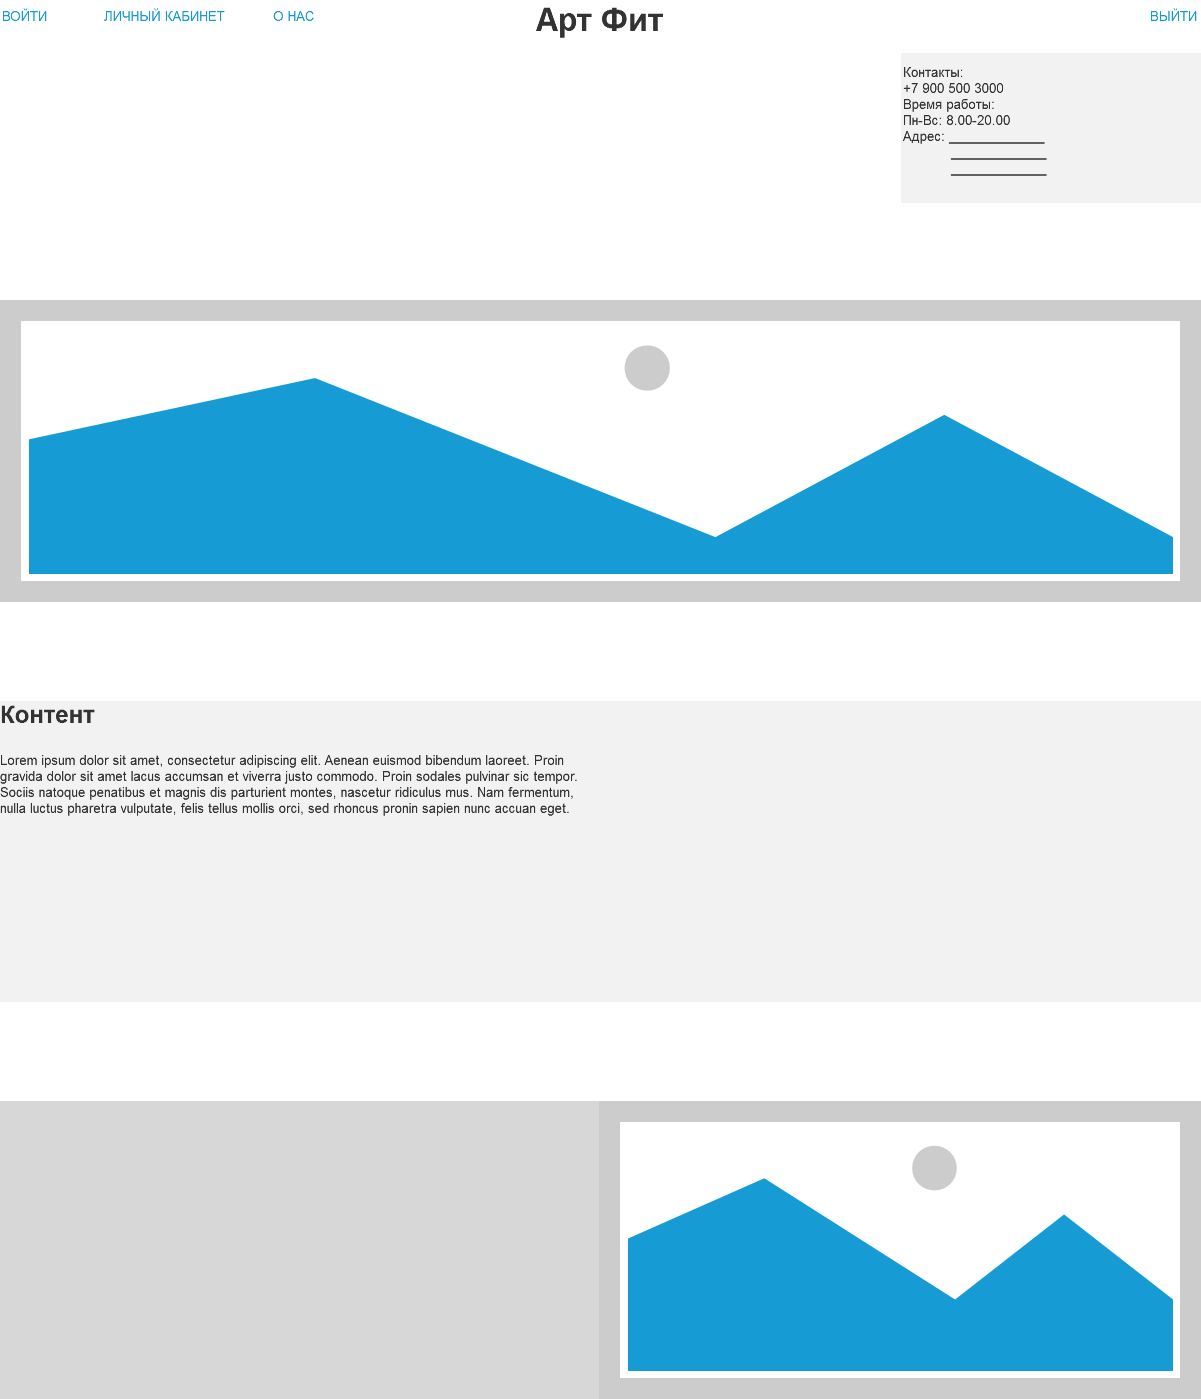 ВОЙТИ ЛИЧНЫЙ КАБИНЕТ О НАС Арт Фит ВЫЙТИ
Контакты:
+7 900 500 3000
Время работы:
Пн-Вс: 8.00-20.00
Адрес: _____________
_____________
_____________
Контент
Lorem ipsum dolor sit amet, consectetur adipiscing elit. Aenean euismod bibendum laoreet. Proin
gravida dolor sit amet lacus accumsan et viverra justo commodo. Proin sodales pulvinar sic tempor.
Sociis natoque penatibus et magnis dis parturient montes, nascetur ridiculus mus. Nam fermentum,
nulla luctus pharetra vulputate, felis tellus mollis orci, sed rhoncus pronin sapien nunc accuan eget.